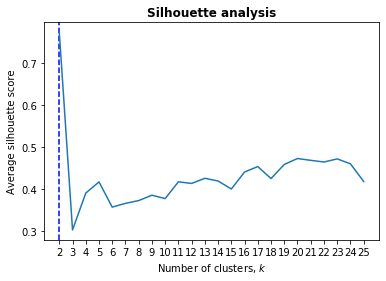 Silhouette analysis
Average silhouette score
0.7
0.6
0.5
0.4
0.3
2 3 4 5 6 7 8 9 10 11 12 13 14 15 16 17 18 19 20 21 22 23 24 25
Number of clusters, k